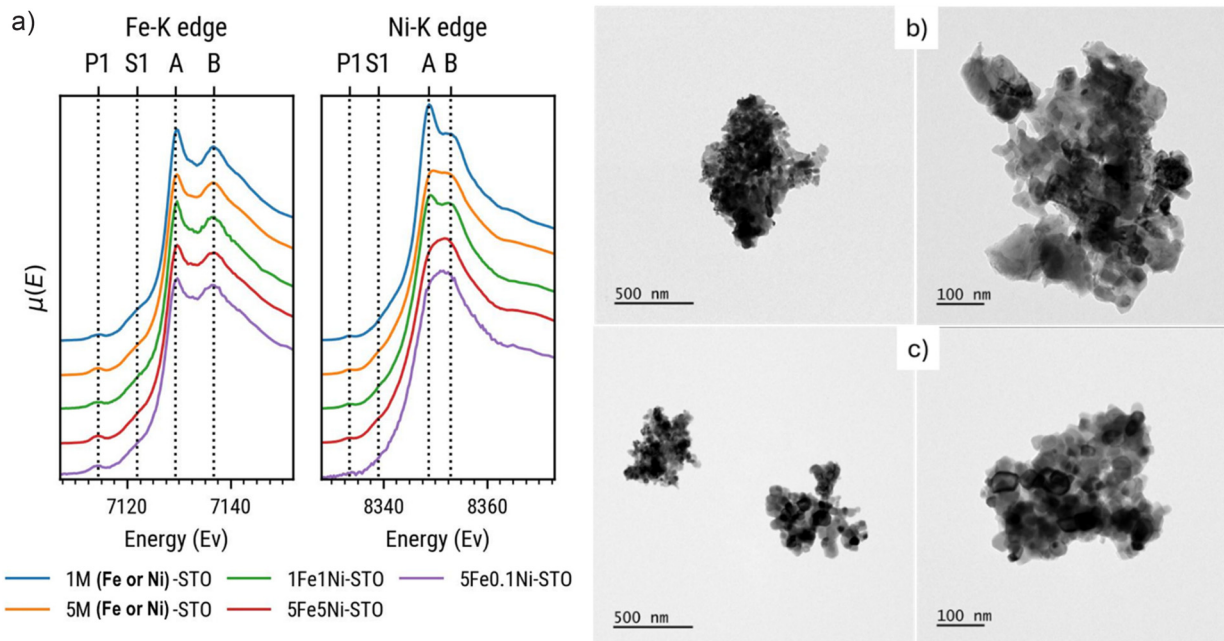 a)
Fe-K edge
Ni-K edge
P1 S1 A B
P1 S1 A B
μ(E)
7120 7140
8340 8360
Energy (Ev)
Energy (Ev)
1M (Fe or Ni)-STO
1Fe1Ni-STO
5Fe0.1Ni-STO
5M (Fe or Ni)-STO
5Fe5Ni-STO
b)
500 nm
100 nm
c)
500 nm
100 nm